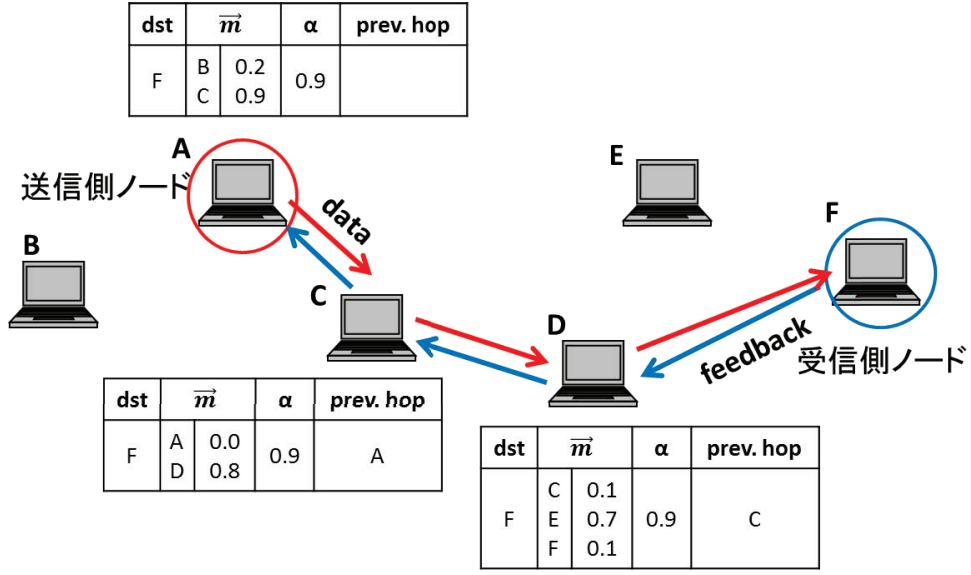 dst m α prev. hop
F B 0.2 0.9
C 0.9
A
送信側ノード
data
E
F
B
C
D
feedback
受信側ノード
dst m α prev. hop
F A 0.0 0.9 A
D 0.8
dst m α prev. hop
C 0.1
F E 0.7 0.9 C
F 0.1